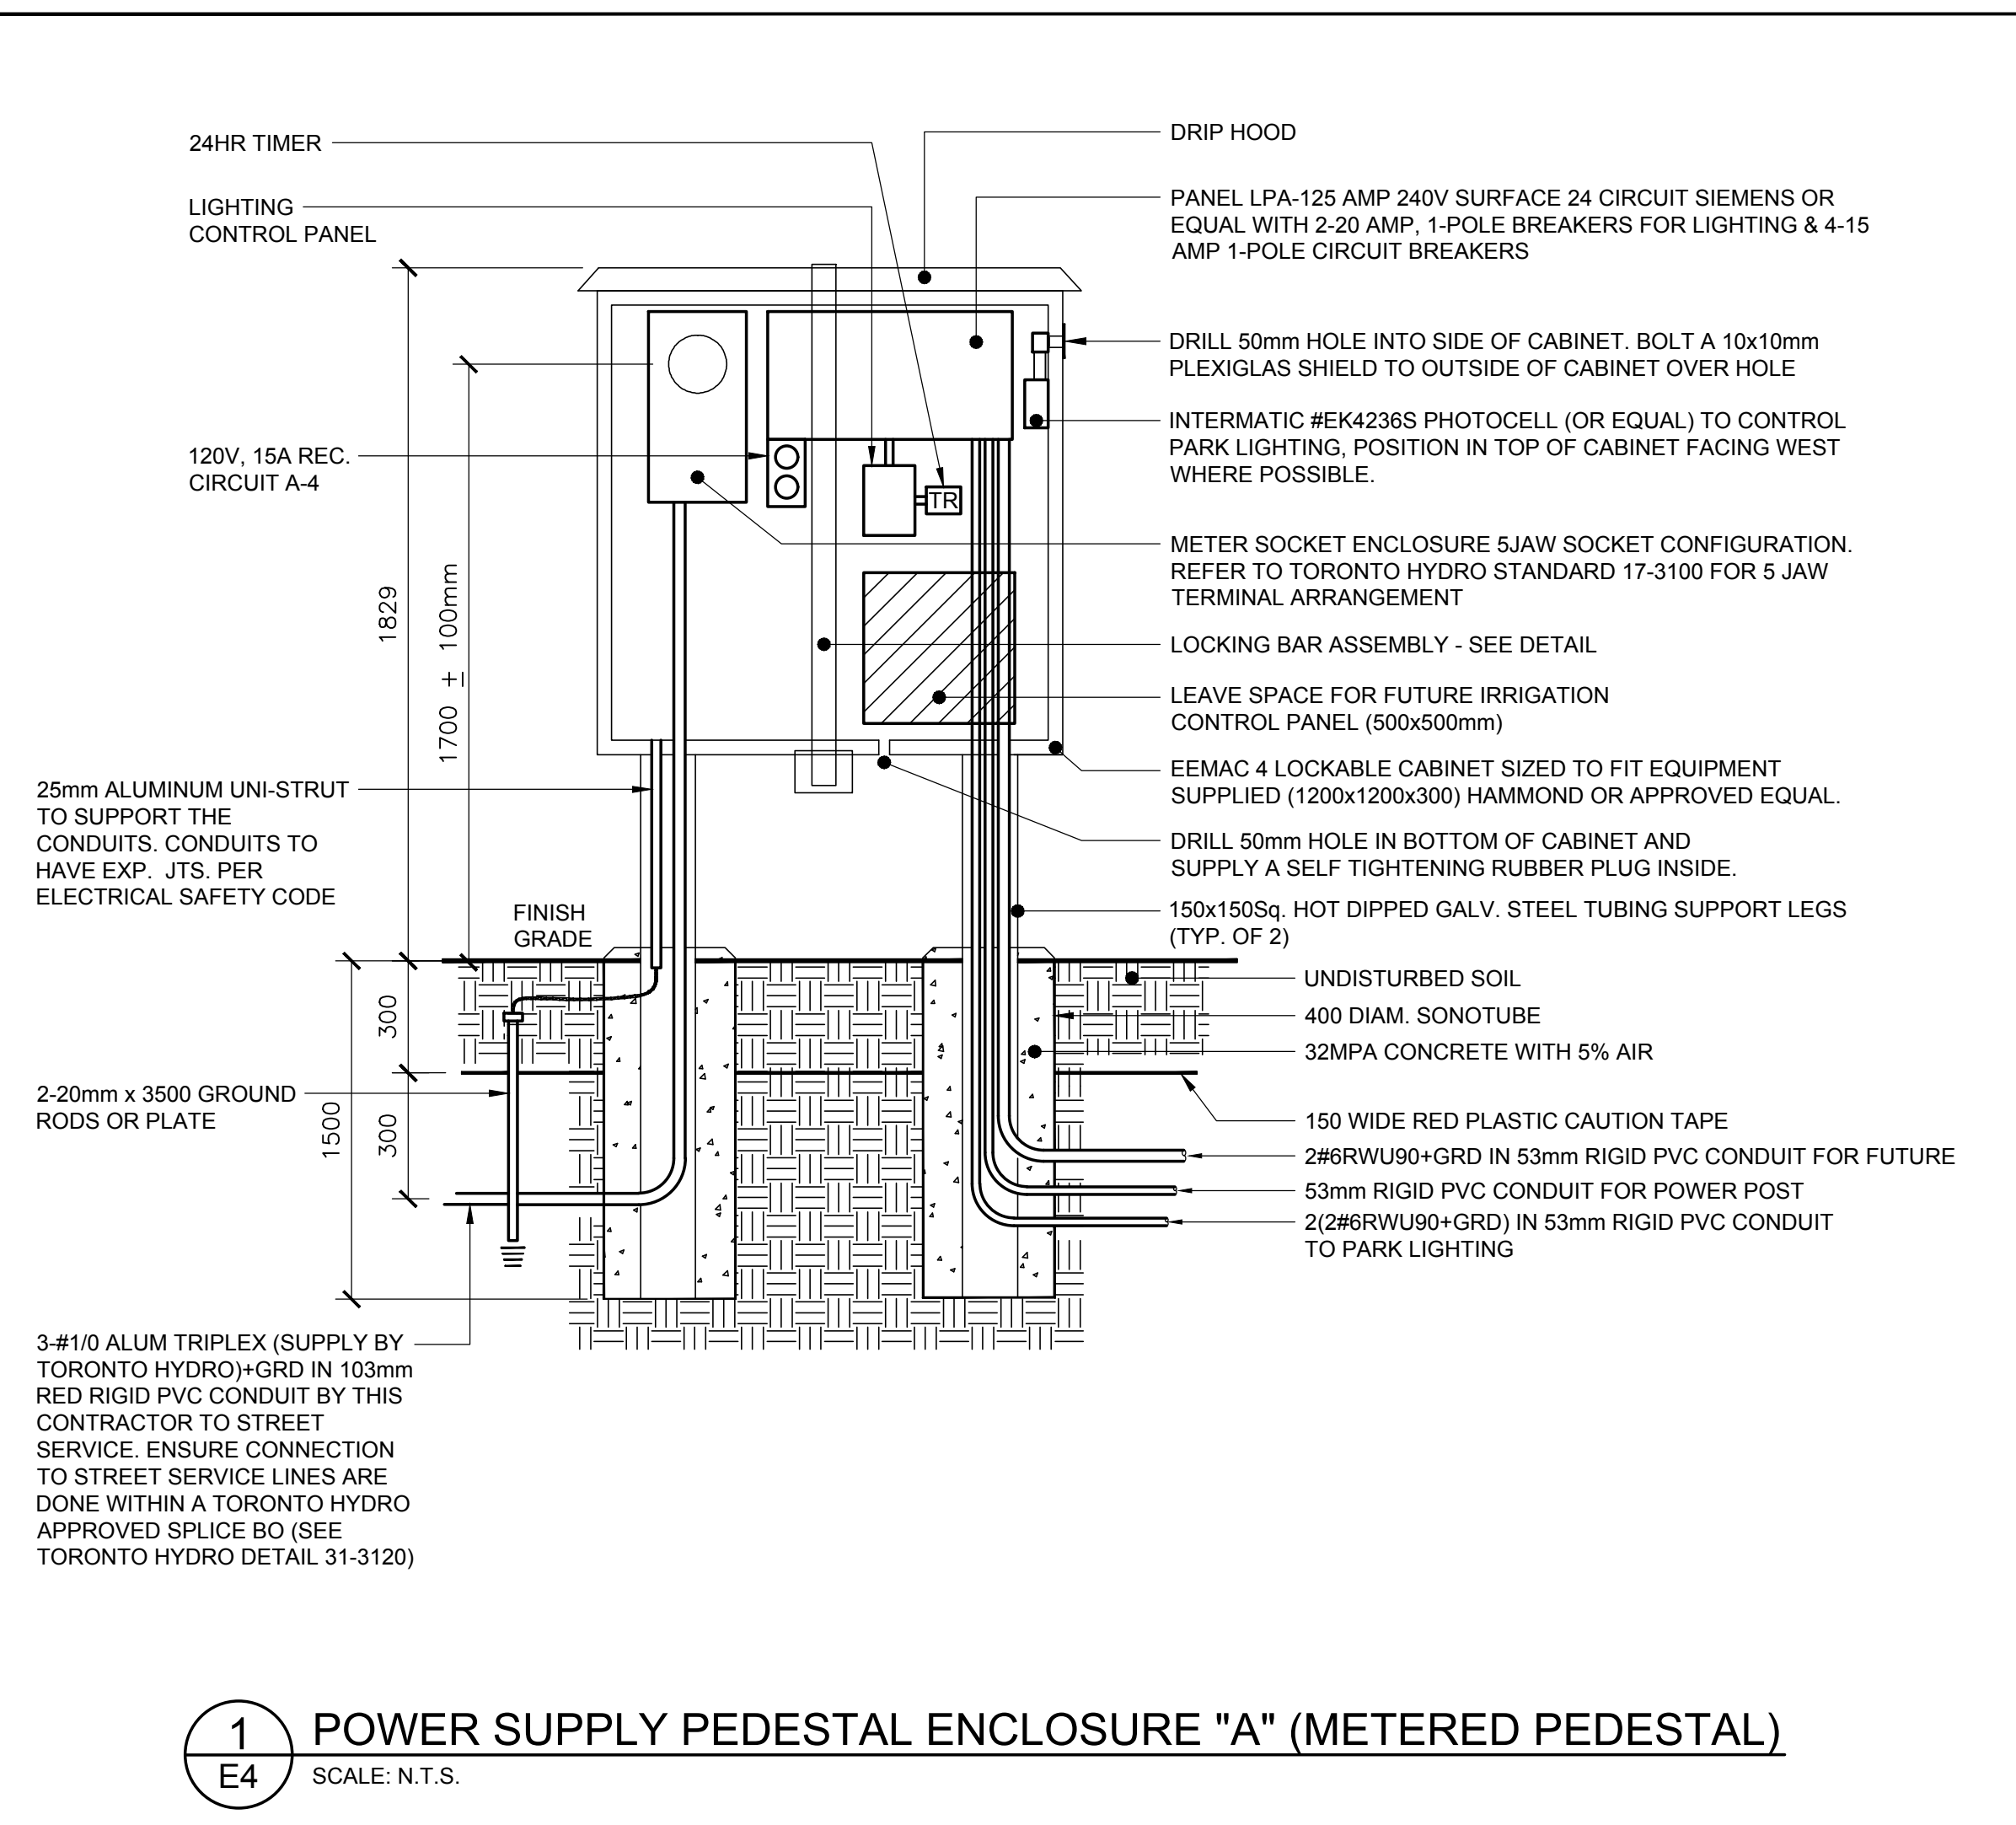 24HR TIMER
LIGHTING
CONTROL PANEL
120V, 15A REC.
CIRCUIT A-4
1829
1700 ± 100mm
25mm ALUMINUM UNI-STRUT
TO SUPPORT THE
CONDUITS. CONDUITS TO
HAVE EXP. JTS. PER
ELECTRICAL SAFETY CODE
FINISH
GRADE
300
300
1500
2-20mm x 3500 GROUND
RODS OR PLATE
3-#1/0 ALUM TRIPLEX (SUPPLY BY
TORONTO HYDRO)+GRD IN 103mm
RED RIGID PVC CONDUIT BY THIS
CONTRACTOR TO STREET
SERVICE. ENSURE CONNECTION
TO STREET SERVICE LINES ARE
DONE WITHIN A TORONTO HYDRO
APPROVED SPLICE BO (SEE
TORONTO HYDRO DETAIL 31-3120)
TR
DRIP HOOD
PANEL LPA-125 AMP 240V SURFACE 24 CIRCUIT SIEMENS OR
EQUAL WITH 2-20 AMP, 1-POLE BREAKERS FOR LIGHTING & 4-15
AMP 1-POLE CIRCUIT BREAKERS
DRILL 50mm HOLE INTO SIDE OF CABINET. BOLT A 10x10mm
PLEXIGLAS SHIELD TO OUTSIDE OF CABINET OVER HOLE
INTERMATIC #EK4236S PHOTOCELL (OR EQUAL) TO CONTROL
PARK LIGHTING, POSITION IN TOP OF CABINET FACING WEST
WHERE POSSIBLE.
METER SOCKET ENCLOSURE 5JAW SOCKET CONFIGURATION.
REFER TO TORONTO HYDRO STANDARD 17-3100 FOR 5 JAW
TERMINAL ARRANGEMENT
LOCKING BAR ASSEMBLY - SEE DETAIL
LEAVE SPACE FOR FUTURE IRRIGATION
CONTROL PANEL (500x500mm)
EEMAC 4 LOCKABLE CABINET SIZED TO FIT EQUIPMENT
SUPPLIED (1200x1200x300) HAMMOND OR APPROVED EQUAL.
DRILL 50mm HOLE IN BOTTOM OF CABINET AND
SUPPLY A SELF TIGHTENING RUBBER PLUG INSIDE.
150x150Sq. HOT DIPPED GALV. STEEL TUBING SUPPORT LEGS
(TYP. OF 2)
UNDISTURBED SOIL
400 DIAM. SONOTUBE
32MPA CONCRETE WITH 5% AIR
150 WIDE RED PLASTIC CAUTION TAPE
2#6RWU90+GRD IN 53mm RIGID PVC CONDUIT FOR FUTURE
53mm RIGID PVC CONDUIT FOR POWER POST
2(2#6RWU90+GRD) IN 53mm RIGID PVC CONDUIT
TO PARK LIGHTING
1
E4
POWER SUPPLY PEDESTAL ENCLOSURE "A" (METERED PEDESTAL)
SCALE: N.T.S.